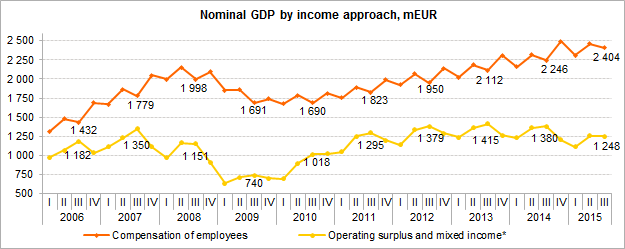 Nominal GDP by income approach, mEUR
2 500
2 250
2 000
1 750
1 500
1 250
1 000
750
500
1 432 1 779 1 998 1 691 1 690 1 823 1 950 2 112 2 246 2 404
1 182 1 350 1 151 740 1 018 1 295 1 379 1 415 1 380 1 248
I II III IV I II III IV I II III IV I II III IV I II III IV I II III IV I II III IV I II III IV I II III IV I II III
2006 2007 2008 2009 2010 2011 2012 2013 2014 2015
Compensation of employees Operating surplus and mixed income*